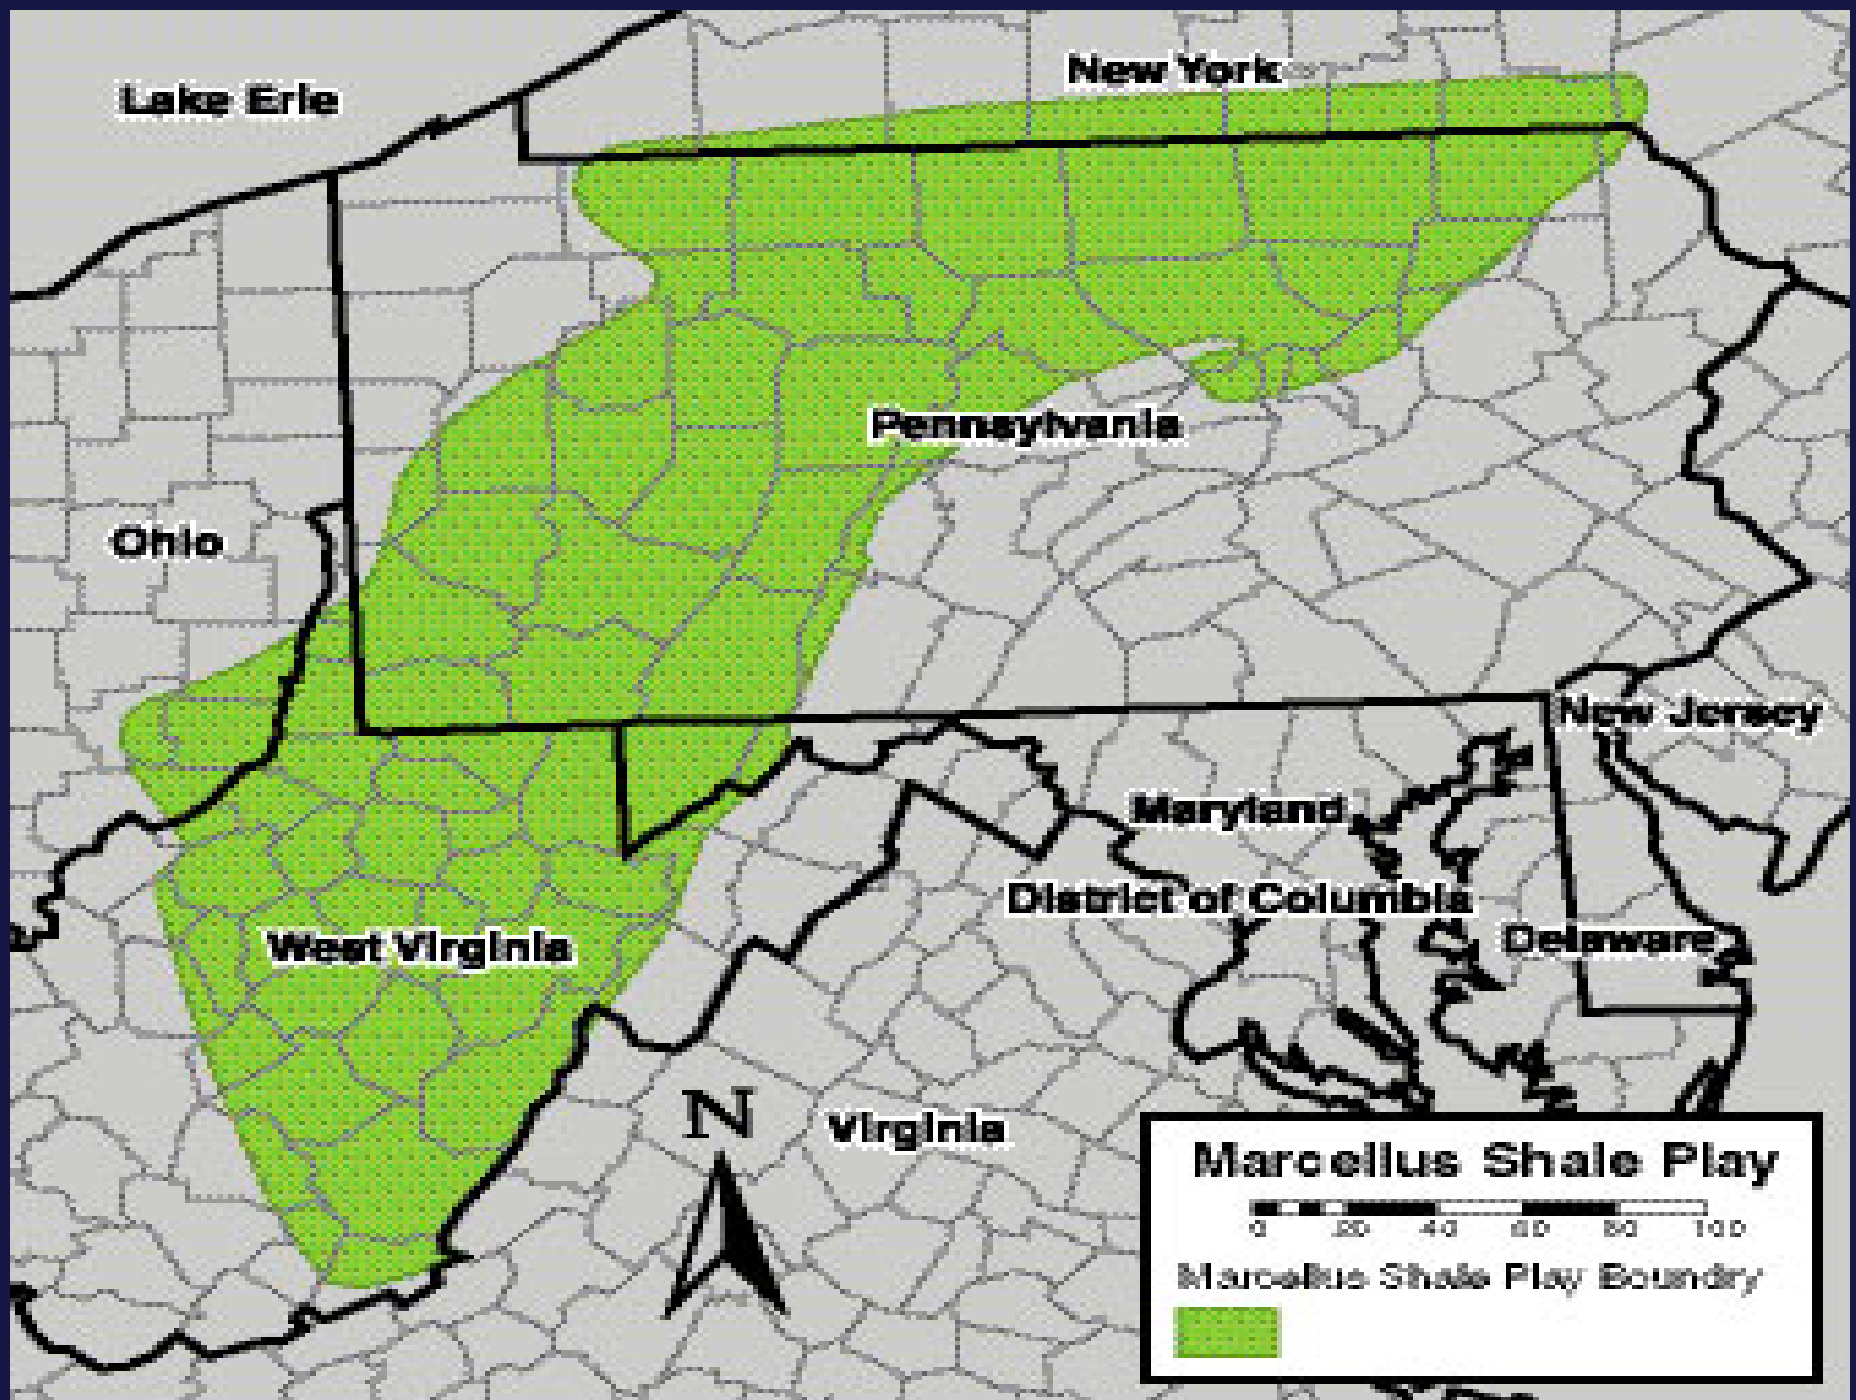 New York
Lake Erie
Pennsylvania
Ohio
New Jersey
Maryland
District of Columbia
Delaware
West Virginia
N
Virginia
Marcellus Shale Play
0 20 40 60 80 100
Marcellus Shale Play Boundry